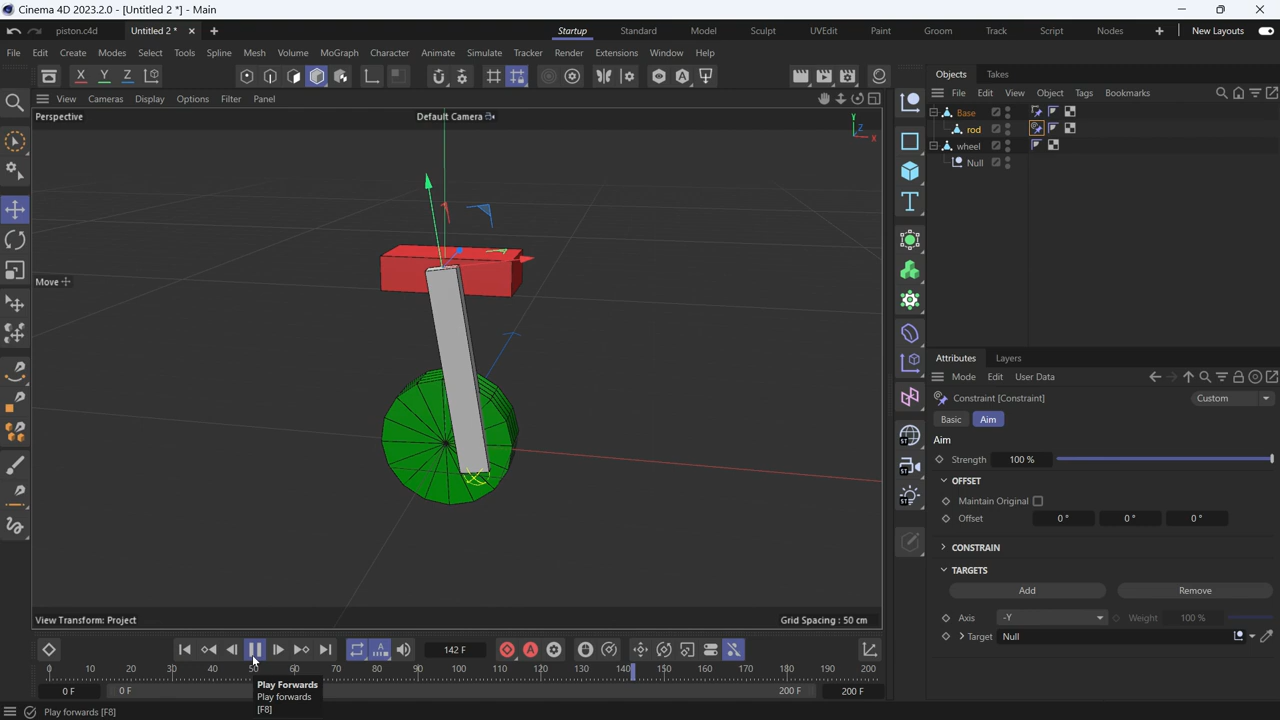 Cinema 4D 2023.2.0 - [Untitled 2 *] - Main
piston.c4d
Untitled 2 *
Startup
Standard
Model
Sculpt
UVEdit
Paint
Groom
Track
Script
Nodes
New Layouts
File Edit Create Modes Select Tools Spline Mesh Volume MoGraph Character Animate Simulate Tracker Render Extensions Window Help
X Y Z
Objects Takes
View Cameras Display Options Filter Panel
File Edit View Object Tags Bookmarks
Perspective
Default Camera
Y
Z
X
Base
rod
wheel
Null
Move
Attributes Layers
Mode Edit User Data
Constraint [Constraint]
Custom
Basic Aim
Aim
Strength 100 %
OFFSET
Maintain Original
Offset 0 ° 0 ° 0 °
CONSTRAIN
TARGETS
Add Remove
Axis -Y Weight 100 %
Target Null
View Transform: Project
Grid Spacing : 50 cm
142 F
0 10 20 30 40 50 60 70 80 90 100 110 120 130 140 150 160 170 180 190 200
0 F 0 F 200 F 200 F
Play Forwards
Play forwards
[F8]
Play forwards [F8]